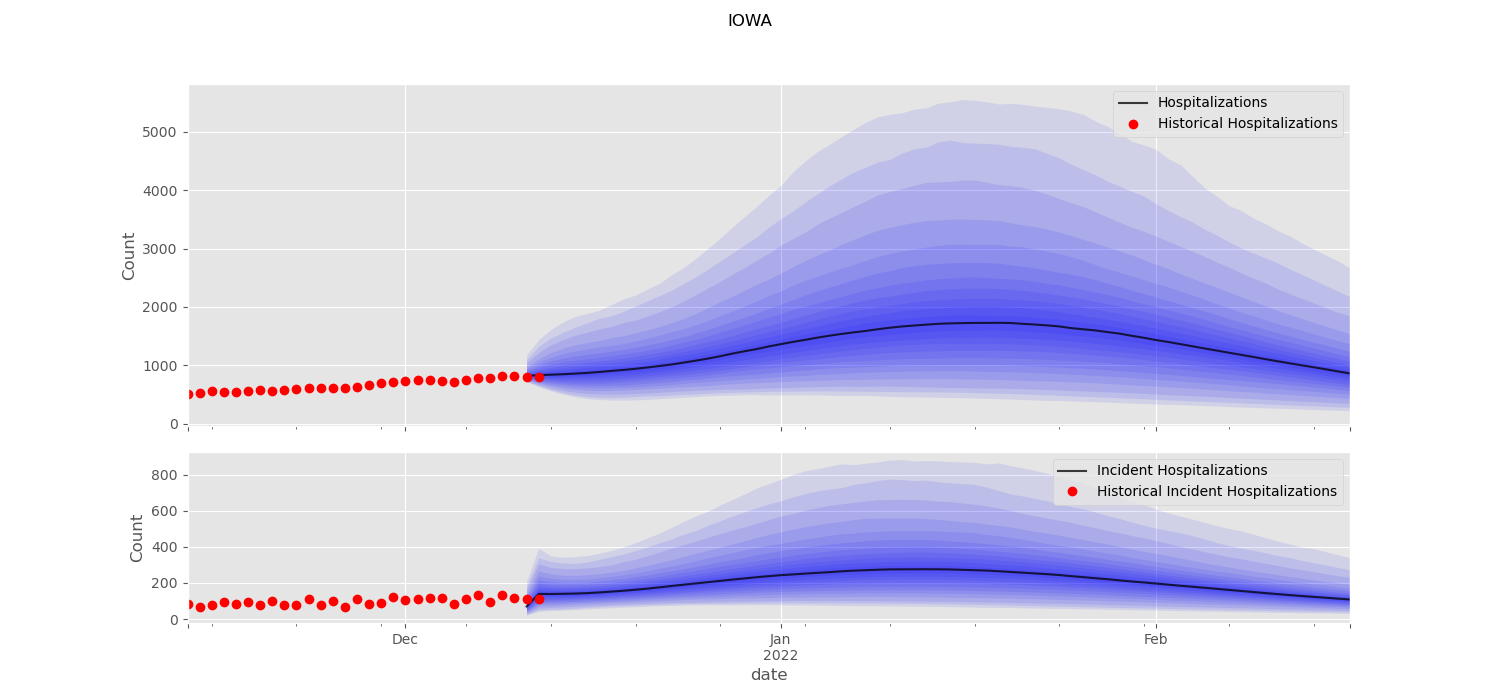 IOWA
Hospitalizations
Historical Hospitalizations
Count
5000
4000
3000
2000
1000
0
Incident Hospitalizations
Historical Incident Hospitalizations
Count
800
600
400
200
0
Dec
Jan
2022
Feb
date